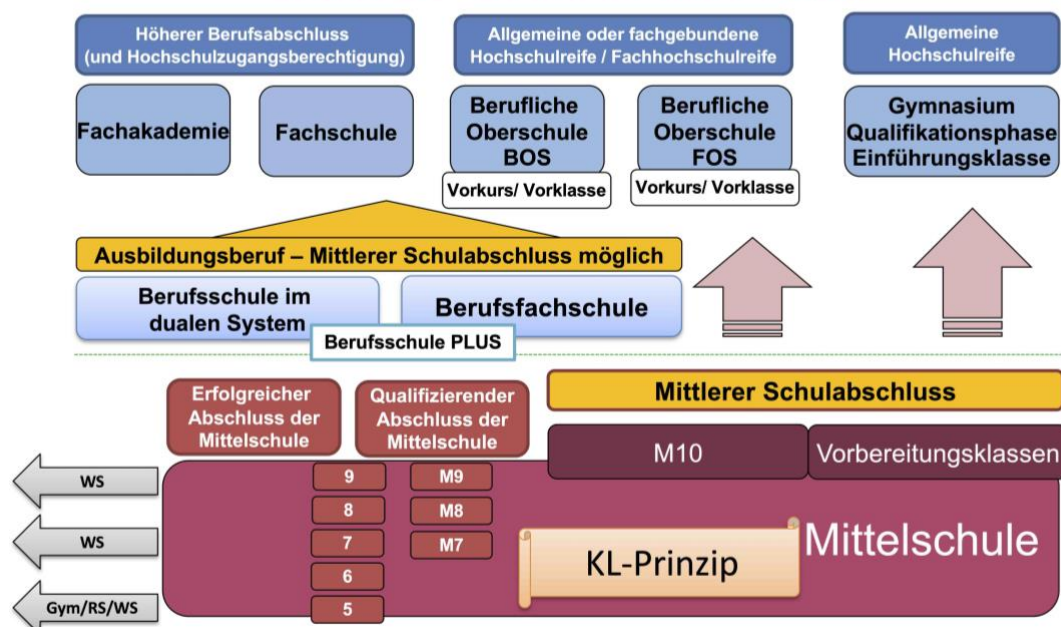 Höherer Berufsabschluss
(und Hochschulzugangsberechtigung)
Allgemeine oder fachgebundene
Hochschulreife / Fachhochschulreife
Allgemeine
Hochschulreife
Fachakademie
Fachschule
Berufliche
Oberschule
BOS
Vorkurs/ Vorklasse
Berufliche
Oberschule
FOS
Vorkurs/ Vorklasse
Gymnasium
Qualifikationsphase
Einführungsklasse
Ausbildungsberuf – Mittlerer Schulabschluss möglich
Berufsschule im
dualen System
Berufsfachschule
Berufsschule PLUS
Erfolgreicher
Abschluss der
Mittelschule
Qualifizierender
Abschluss der
Mittelschule
Mittlerer Schulabschluss
M10
Vorbereitungsklassen
WS
9
M9
8
M8
WS
7
M7
6
Gym/RS/WS
5
KL-Prinzip
Mittelschule